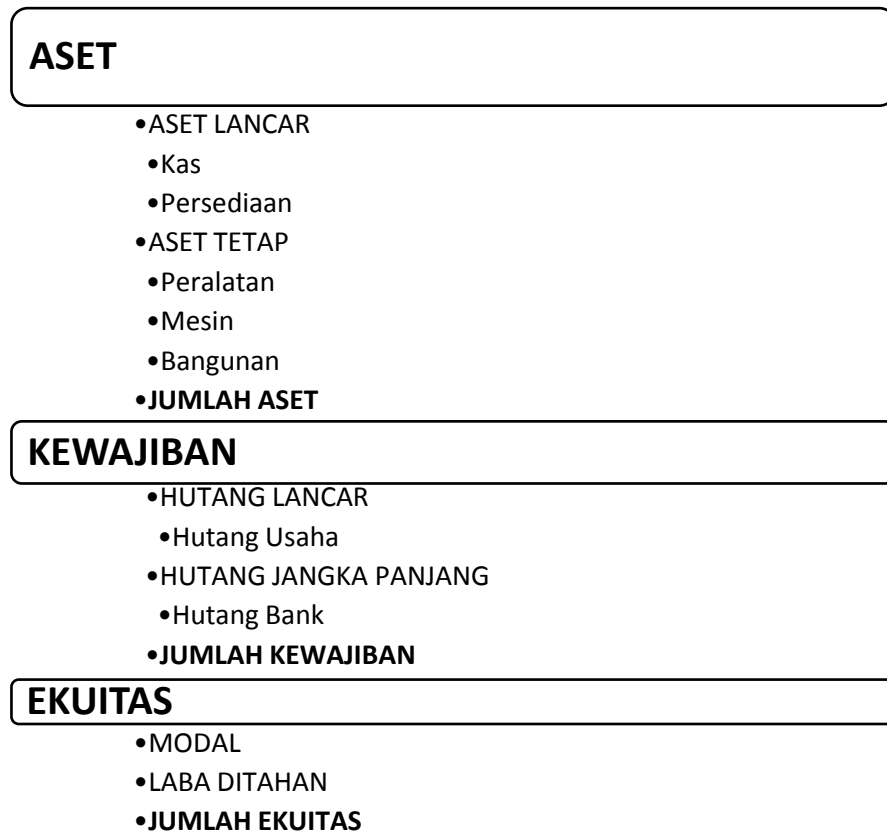 ASET
•ASET LANCAR
•Kas
•Persediaan
•ASET TETAP
•Peralatan
•Mesin
•Bangunan
•JUMLAH ASET
KEWAJIBAN
•HUTANG LANCAR
•Hutang Usaha
•HUTANG JANGKA PANJANG
•Hutang Bank
•JUMLAH KEWAJIBAN
EKUITAS
•MODAL
•LABA DITAHAN
•JUMLAH EKUITAS